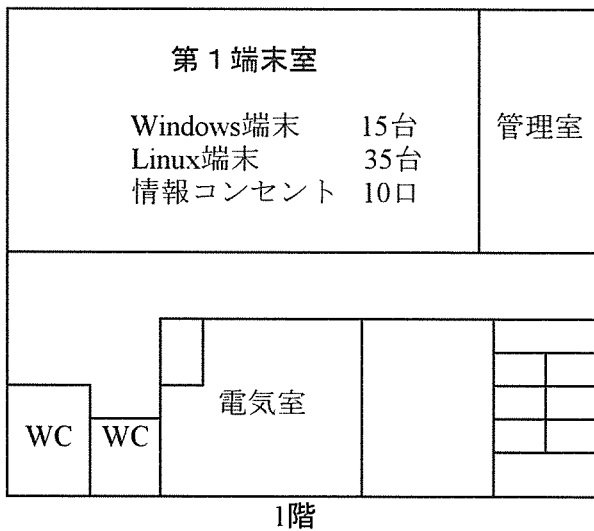 第1端末室
Windows端末 15台
Linux端末 35台
情報コンセント 10口
管理室
電気室
WC
WC
1階